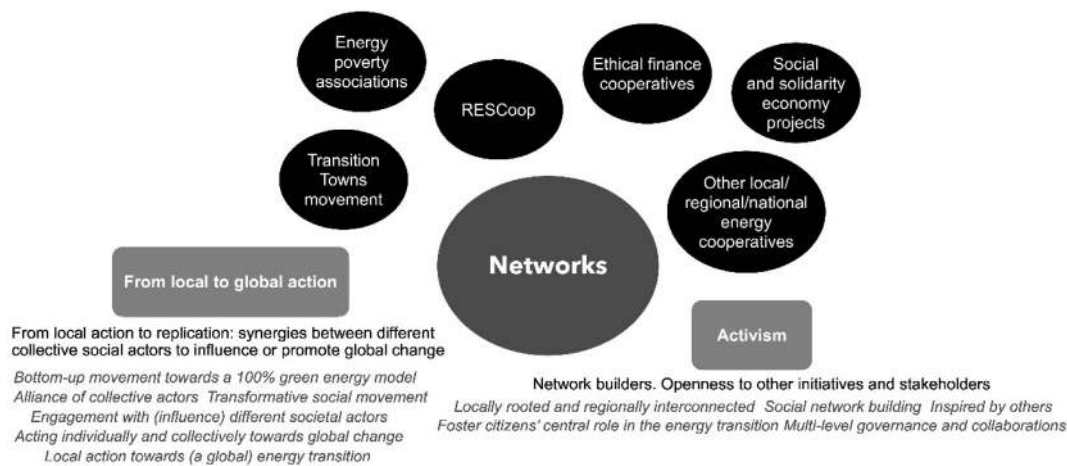 Energy
poverty
associations
RESCoop
Ethical finance
cooperatives
Social
and solidarity
economy
projects
Transition
Towns
movement
Other local/
regional/national
energy
cooperatives
Networks
From local to global action
From local action to replication: synergies between different
collective social actors to influence or promote global change
Bottom-up movement towards a 100% green energy model
Alliance of collective actors Transformative social movement
Engagement with (influence) different societal actors
Acting individually and collectively towards global change
Local action towards (a global) energy transition
Activism
Network builders. Openness to other initiatives and stakeholders
Locally rooted and regionally interconnected Social network building Inspired by others
Foster citizens' central role in the energy transition Multi-level governance and collaborations